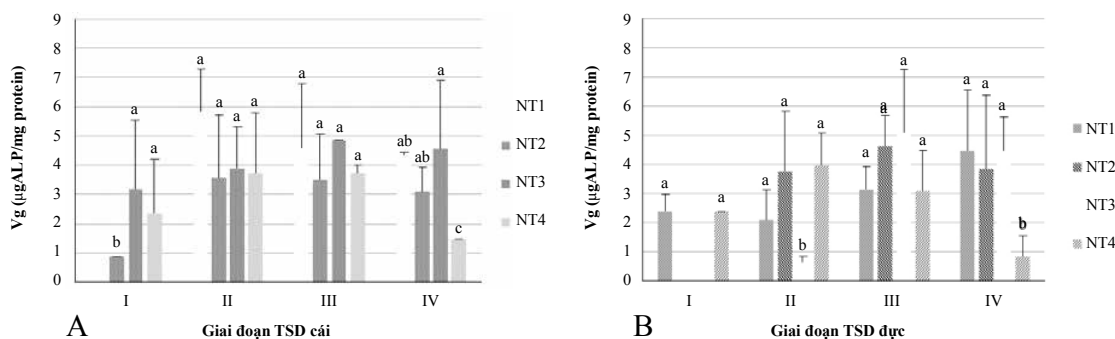 Vg (µgALP/mg protein)
9
8
7
6
5
4
3
2
1
0
b
a
a
a
a
a
a
a
a
a
a
ab
ab
a
c
I
II
III
IV
Giai đoạn TSD cái
A
NT1
NT2
NT3
NT4
Vg (µgALP/mg protein)
9
8
7
6
5
4
3
2
1
0
a
a
a
a
b
a
a
a
a
a
a
a
a
b
I
II
III
IV
Giai đoạn TSD đực
B
NT1
NT2
NT3
NT4